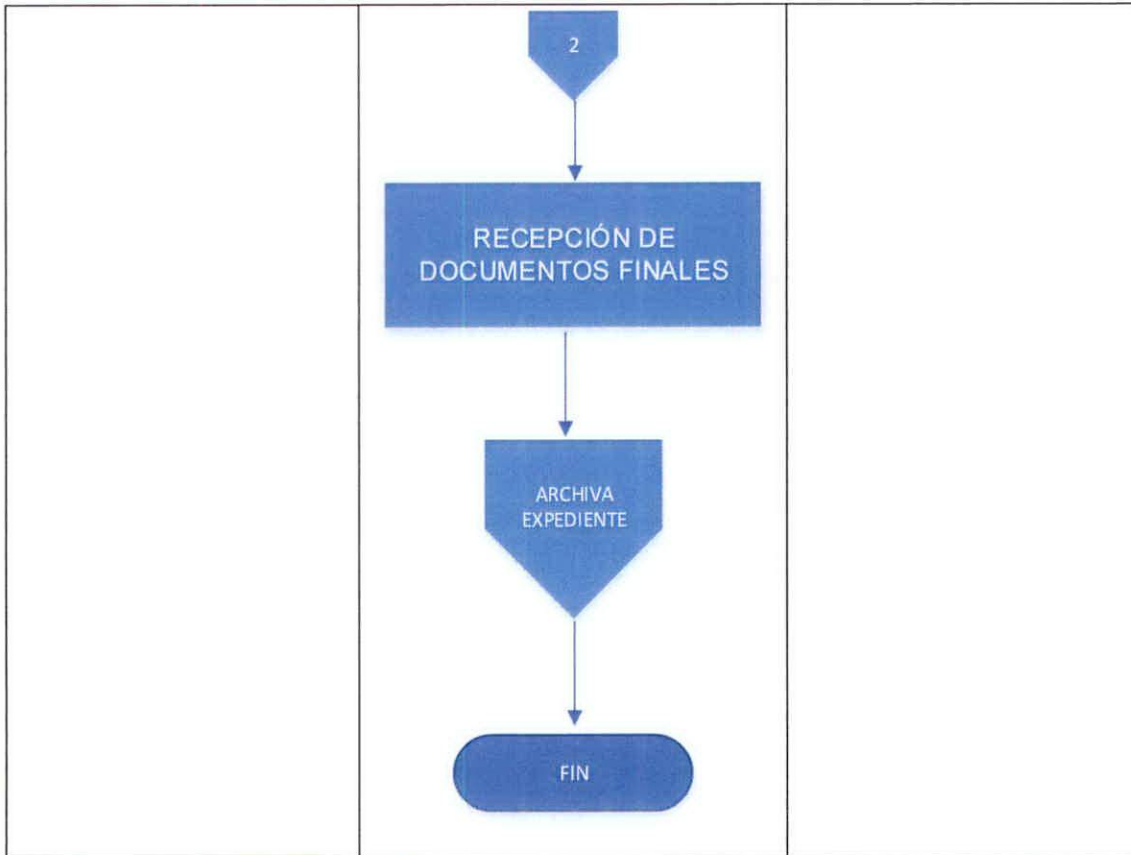 2
RECEPCIÓN DE
DOCUMENTOS FINALES
ARCHIVA
EXPEDIENTE
FIN